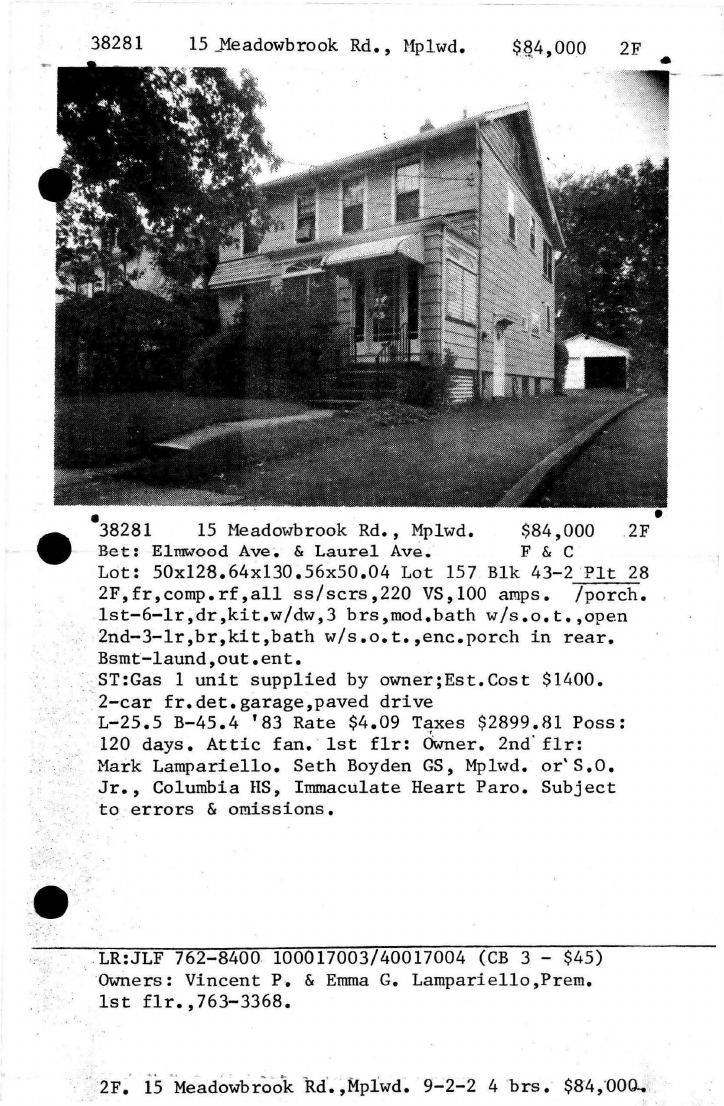 38281 15 Meadowbrook Rd., Mplwd. $84,000 2F
38281 15 Meadowbrook Rd., Mplwd. $84,000 2F
Bet: Elmwood Ave. & Laurel Ave. F & C
Lot: 50x128.64x130.56x50.04 Lot 157 Blk 43-2 Plt 28
2F,fr,comp.rf,all ss/scrs,220 VS,100 amps. /porch.
1st-6-lr,dr,kit.w/dw,3 brs,mod.bath w/s.o.t.,open
2nd-3-lr,br,kit,bath w/s.o.t.,enc.porch in rear.
Bsmt-laund,out.ent.
ST:Gas 1 unit supplied by owner;Est.Cost $1400.
2-car fr.det.garage,paved drive
L-25.5 B-45.4 '83 Rate $4.09 Taxes $2899.81 Poss:
120 days. Attic fan. 1st flr: Owner. 2nd flr:
Mark Lampariello. Seth Boyden GS, Mplwd. or S.O.
Jr., Columbia HS, Immaculate Heart Paro. Subject
to errors & omissions.
LR:JLF 762-8400 100017003/40017004 (CB 3 - $45)
Owners: Vincent P. & Emma G. Lampariello,Prem.
1st flr.,763-3368.
2F. 15 Meadowbrook Rd.,Mplwd. 9-2-2 4 brs. $84,000.